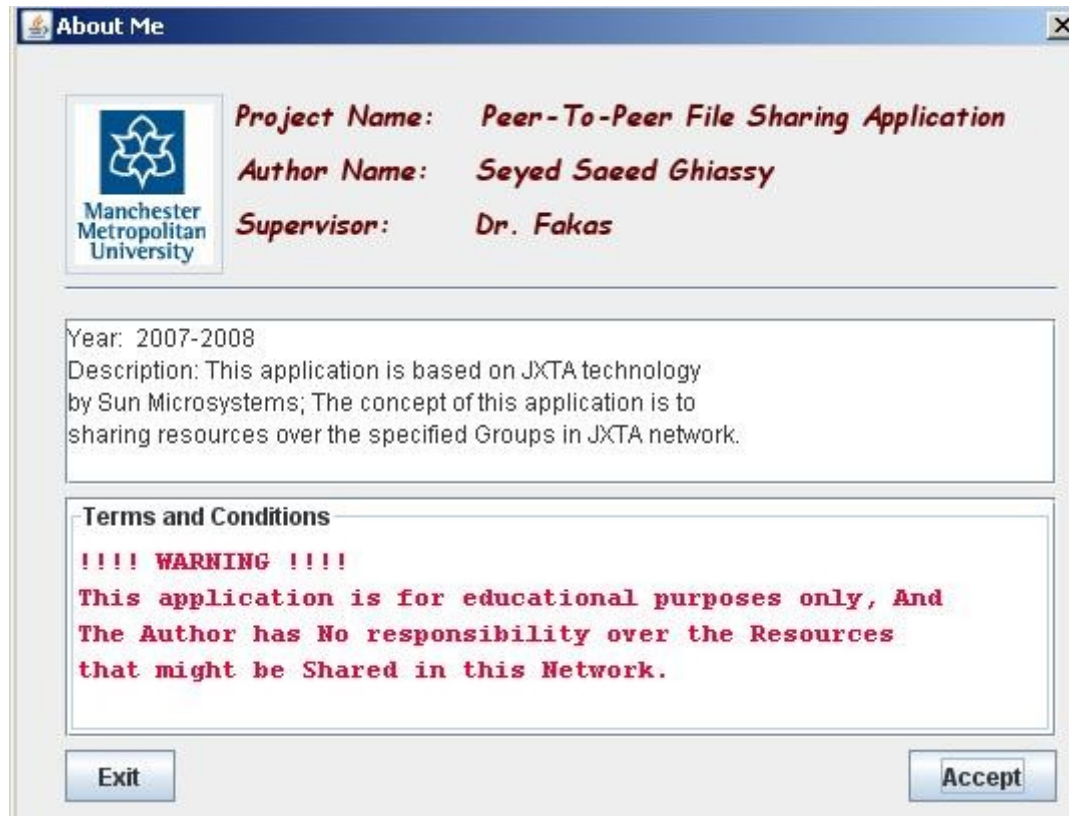 About Me
Manchester
Metropolitan
University
Project Name: Peer-To-Peer File Sharing Application
Author Name: Seyed Saeed Ghiassy
Supervisor: Dr. Fakas
Year: 2007-2008
Description: This application is based on JXTA technology
by Sun Microsystems; The concept of this application is to
sharing resources over the specified Groups in JXTA network.
Terms and Conditions
!!!! WARNING !!!!
This application is for educational purposes only, And
The Author has No responsibility over the Resources
that might be Shared in this Network.
Exit
Accept